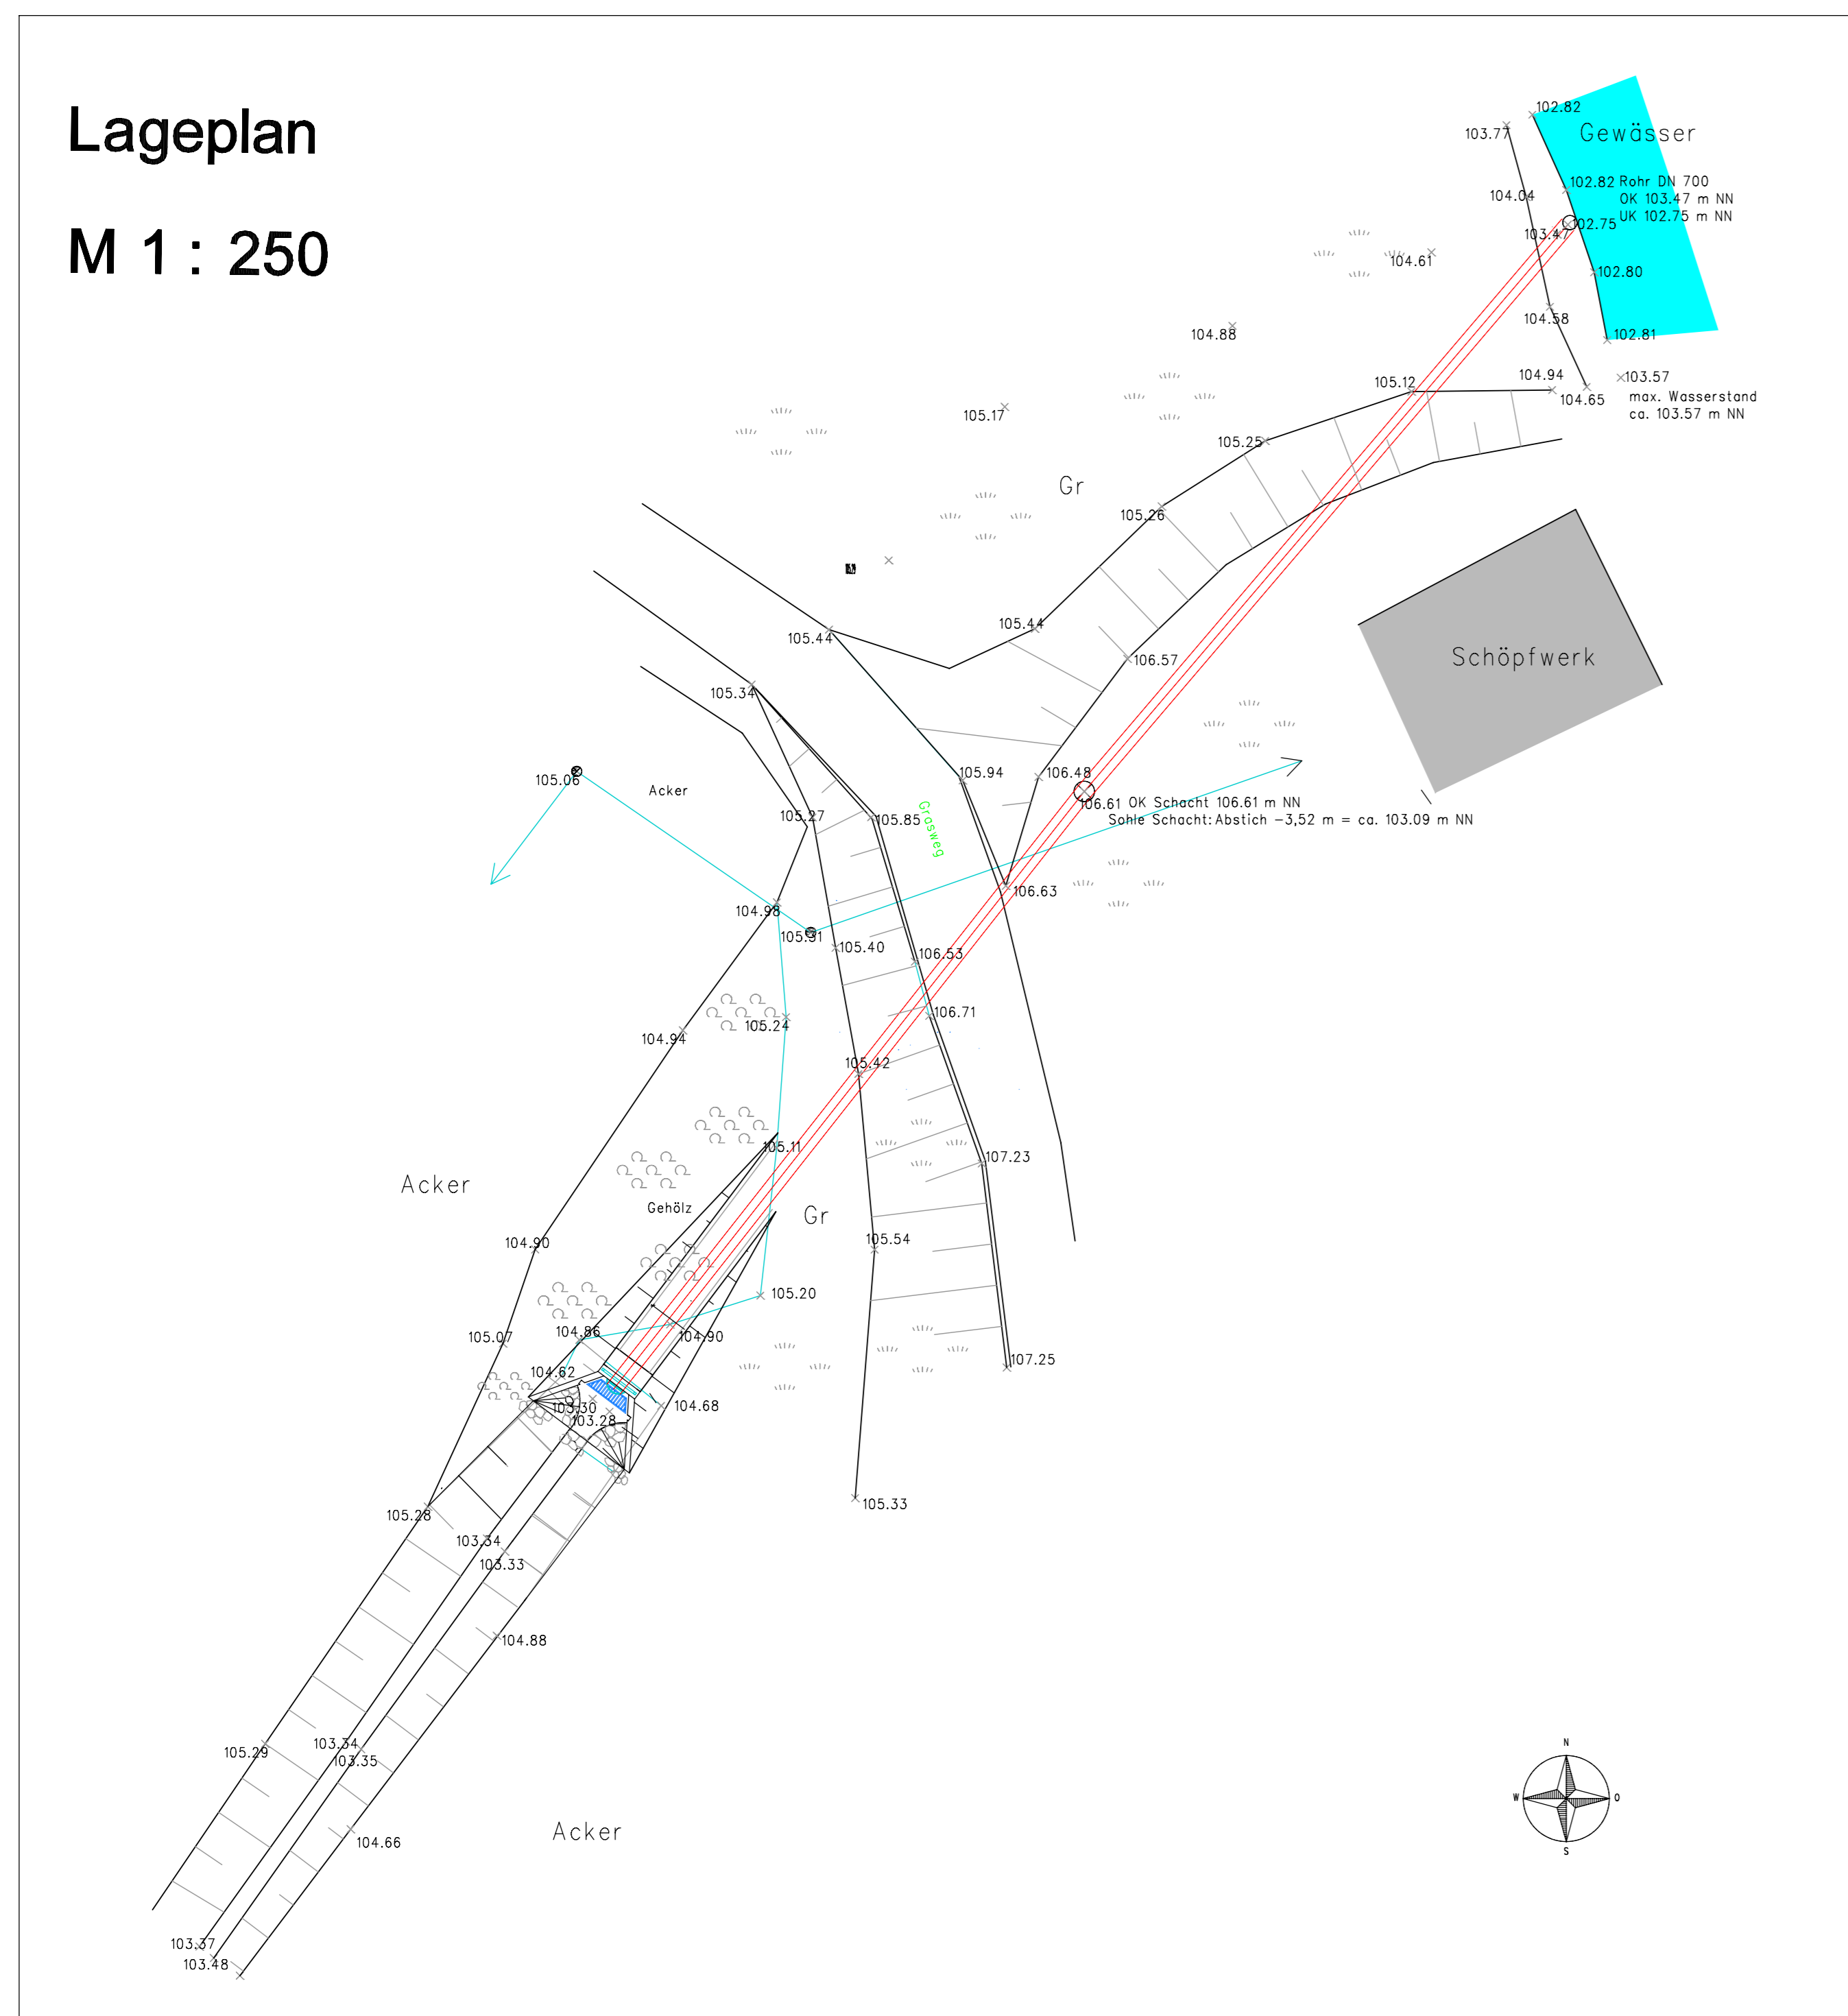 Lageplan
M 1 : 250
102.82
103.77
Gewässer
102.82
Rohr DN 700
OK 103.47 m NN
UK 102.75 m NN
104.04
102.75
103.47
104.61
102.80
104.58
104.88
102.81
103.57
max. Wasserstand
ca. 103.57 m NN
104.94
104.65
105.12
105.17
105.25
Gr
105.26
105.44
105.44
106.57
Schöpfwerk
105.34
105.94
106.48
105.06
Acker
106.61
OK Schacht 106.61 m NN
Sohle Schacht: Abstich -3,52 m = ca. 103.09 m NN
105.27
105.85
Grasweg
106.63
104.98
105.31
105.40
106.53
106.71
105.24
104.94
105.42
105.11
107.23
Acker
Gehölz
Gr
104.90
105.54
105.20
105.07
104.86
104.90
107.25
104.62
103.30
103.28
104.68
105.33
105.28
103.34
103.33
104.88
105.29
103.34
103.35
104.66
Acker
N
W
O
S
103.37
103.48